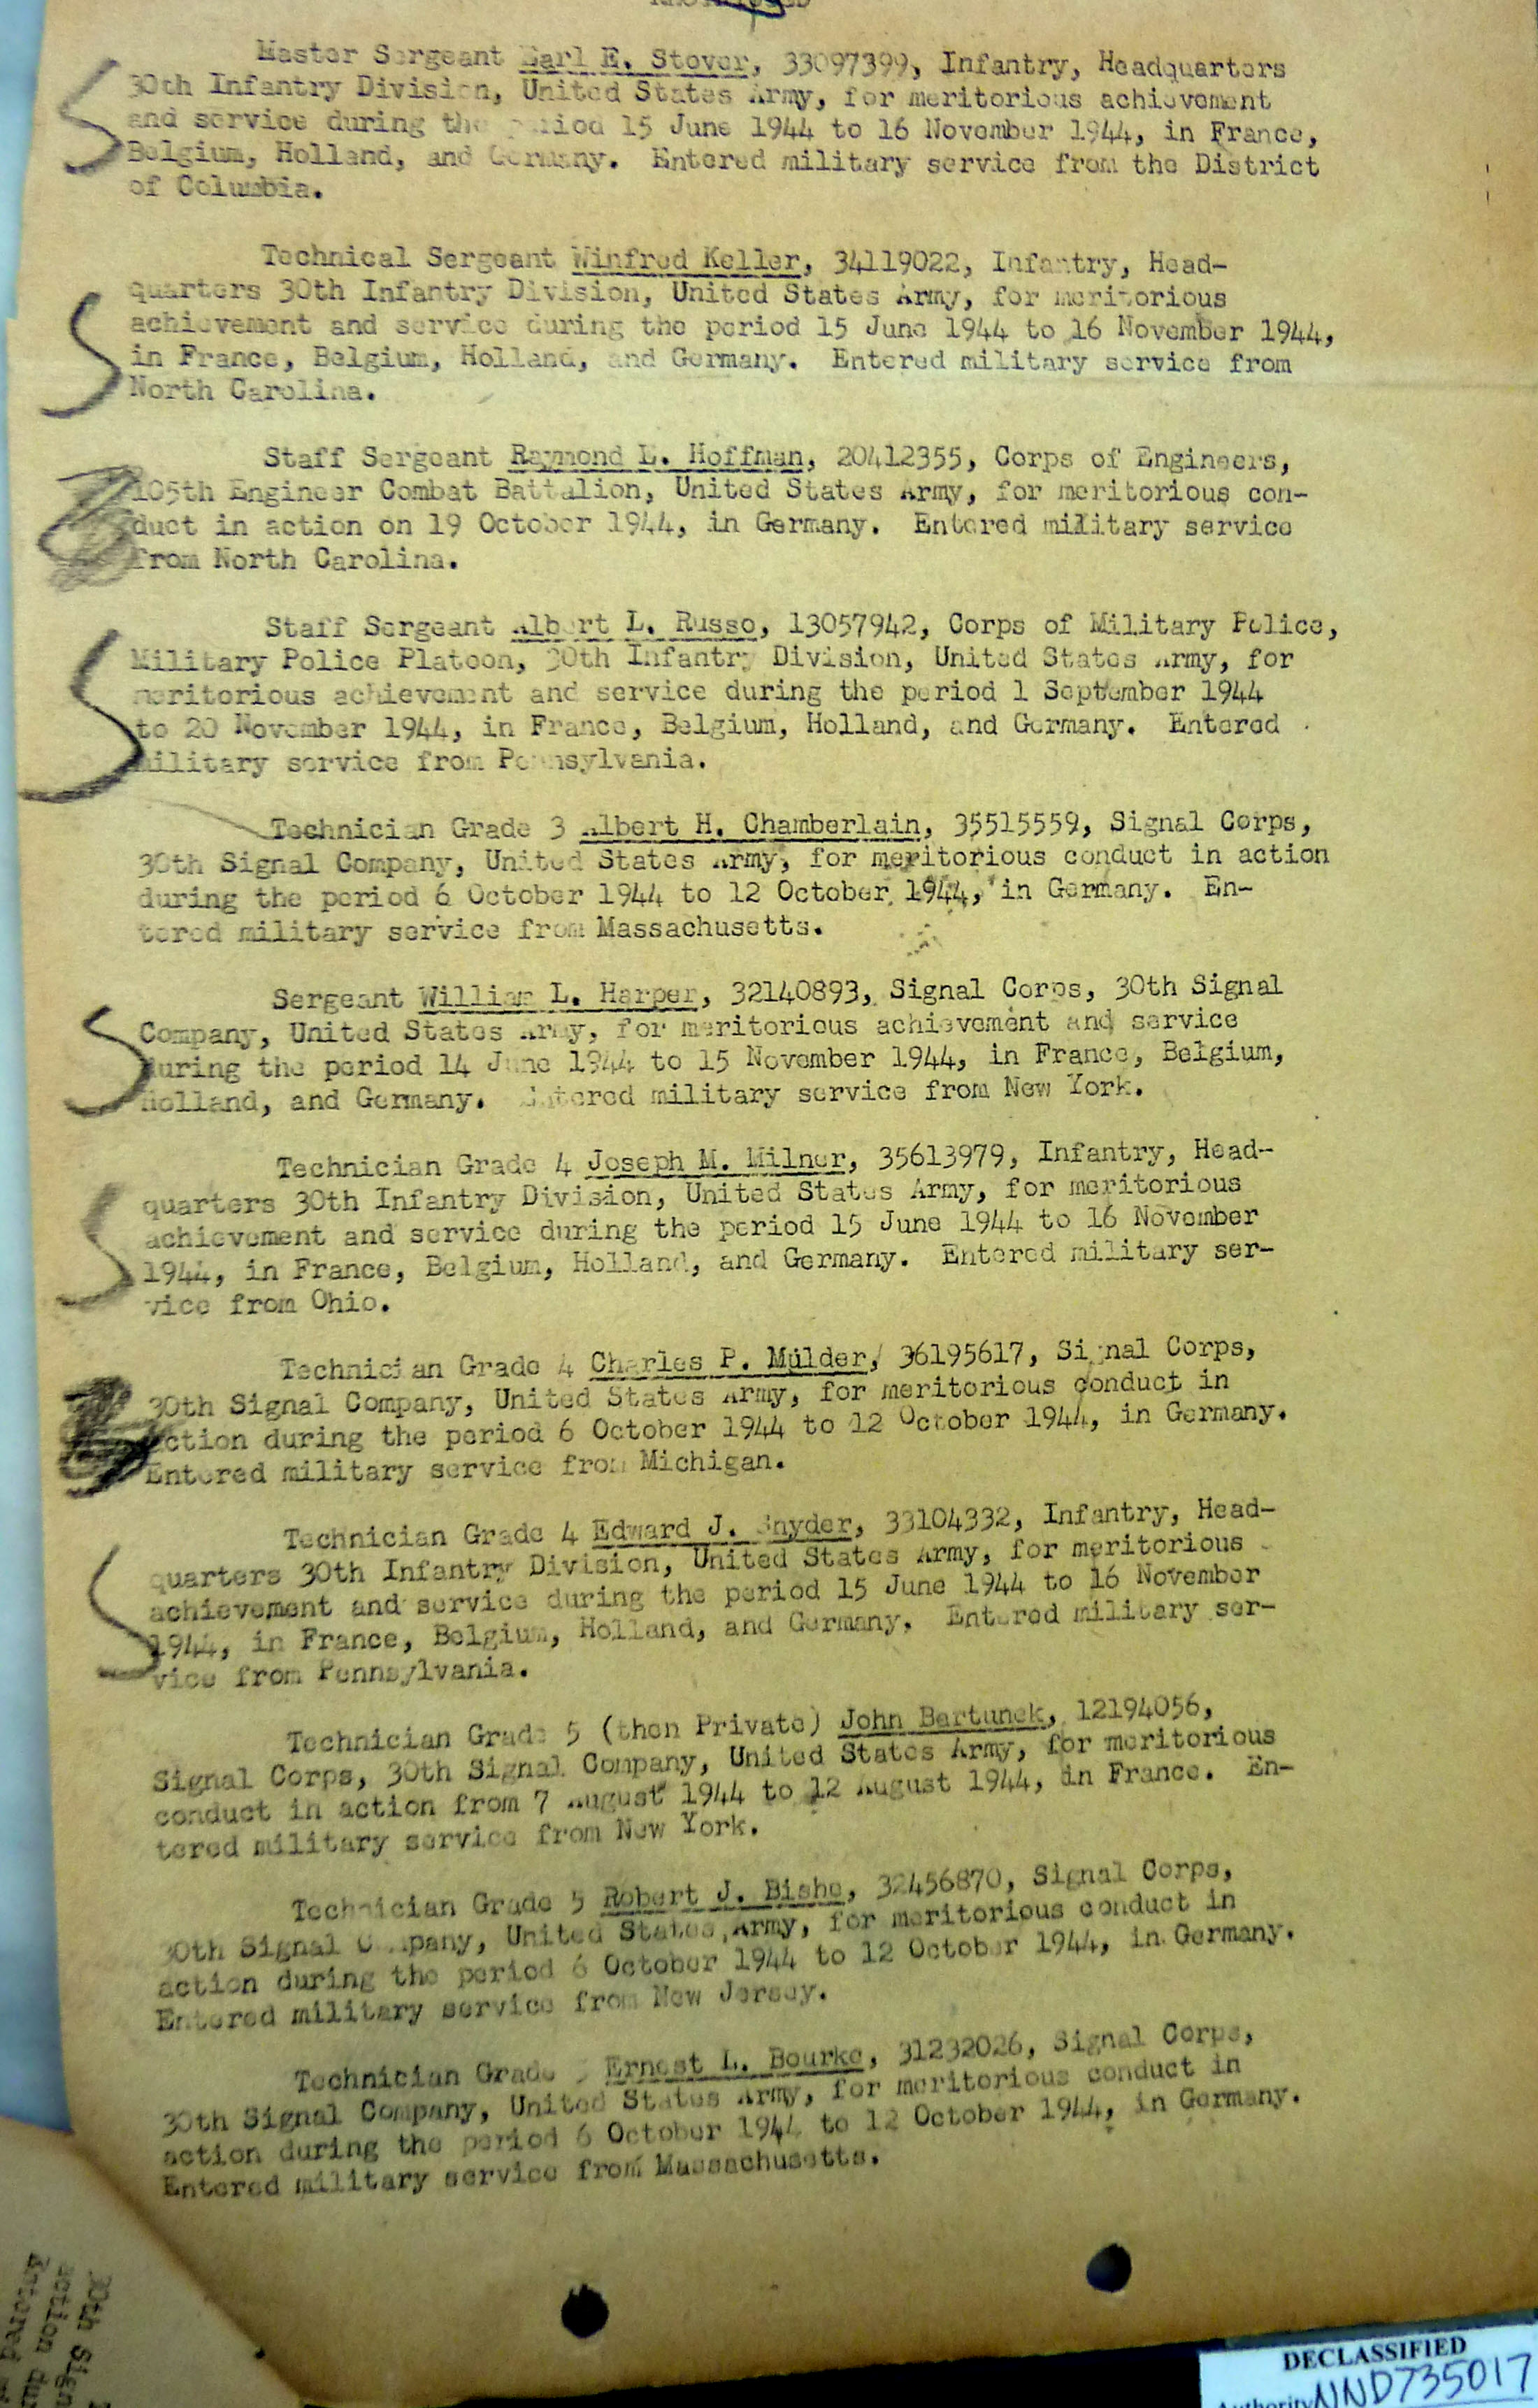 Master Sergeant Earl E. Stover, 33097399, Infantry, Headquarters
30th Infantry Division, United States Army, for meritorious achievement
and service during the period 15 June 1944 to 16 November 1944, in France,
Belgium, Holland, and Germany. Entered military service from the District
of Columbia.
Technical Sergeant Winfred Keller, 34119022, Infantry, Head-
quarters 30th Infantry Division, United States Army, for meritorious
achievement and service during the period 15 June 1944 to 16 November 1944,
in France, Belgium, Holland, and Germany. Entered military service from
North Carolina.
Staff Sergeant Raymond L. Hoffman, 20412355, Corps of Engineers,
105th Engineer Combat Battalion, United States Army, for meritorious con-
duct in action on 19 October 1944, in Germany. Entered military service
from North Carolina.
Staff Sergeant Albert L. Russo, 13057942, Corps of Military Police,
Military Police Platoon, 30th Infantry Division, United States Army, for
meritorious achievement and service during the period 1 September 1944
to 20 November 1944, in France, Belgium, Holland, and Germany. Entered
military service from Pennsylvania.
Technician Grade 3 Albert H. Chamberlain, 35515559, Signal Corps,
30th Signal Company, United States Army, for meritorious conduct in action
during the period 6 October 1944 to 12 October 1944, in Germany. En-
tered military service from Massachusetts.
Sergeant William L. Harper, 32140893, Signal Corps, 30th Signal
Company, United States Army, for meritorious achievement and service
during the period 14 June 1944 to 15 November 1944, in France, Belgium,
Holland, and Germany. Entered military service from New York.
Technician Grade 4 Joseph M. Milner, 35613979, Infantry, Head-
quarters 30th Infantry Division, United States Army, for meritorious
achievement and service during the period 15 June 1944 to 16 November
1944, in France, Belgium, Holland, and Germany. Entered military ser-
vice from Ohio.
Technician Grade 4 Charles P. Mulder, 36195617, Signal Corps,
30th Signal Company, United States Army, for meritorious conduct in
action during the period 6 October 1944 to 12 October 1944, in Germany.
Entered military service from Michigan.
Technician Grade 4 Edward J. Snyder, 33104332, Infantry, Head-
quarters 30th Infantry Division, United States Army, for meritorious
achievement and service during the period 15 June 1944 to 16 November
1944, in France, Belgium, Holland, and Germany. Entered military ser-
vice from Pennsylvania.
Technician Grade 5 (then Private) John Bartunek, 12194056,
Signal Corps, 30th Signal Company, United States Army, for meritorious
conduct in action from 7 August 1944 to 12 August 1944, in France. En-
tered military service from New York.
Technician Grade 5 Robert J. Bishe, 32456870, Signal Corps,
30th Signal Company, United States Army, for meritorious conduct in
action during the period 6 October 1944 to 12 October 1944, in Germany.
Entered military service from New Jersey.
Technician Grade Ernest L. Bourke, 31232026, Signal Corps,
30th Signal Company, United States Army, for meritorious conduct in
action during the period 6 October 1944 to 12 October 1944, in Germany.
Entered military service from Massachusetts.
DECLASSIFIED
Authority NND735017